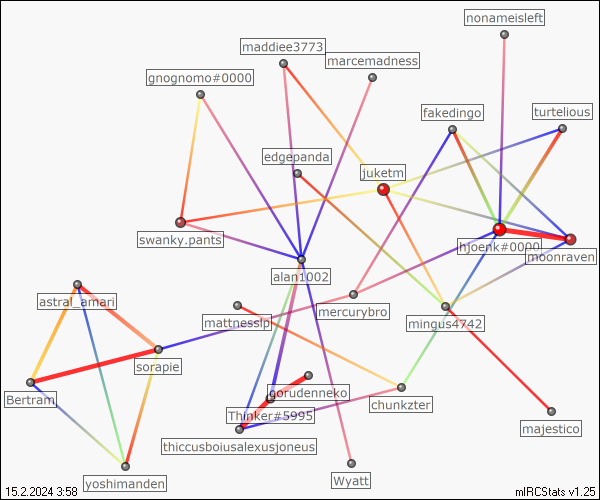 nonameisleft
maddiee3773
marcemadness
gnognomo#0000
fakedingo
turtelious
edgepanda
juketm
swanky.pants
hjoenk#0000
moonraven
alan1002
astral_amari
mercurybro
mattnesslp
mingus4742
sorapie
Bertram
gorudenneko
chunkzter
Thinker#5995
majestico
thiccusboiusalexusjoneus
yoshimanden
Wyatt
15.2.2024 3:58
mIRCStats v1.25